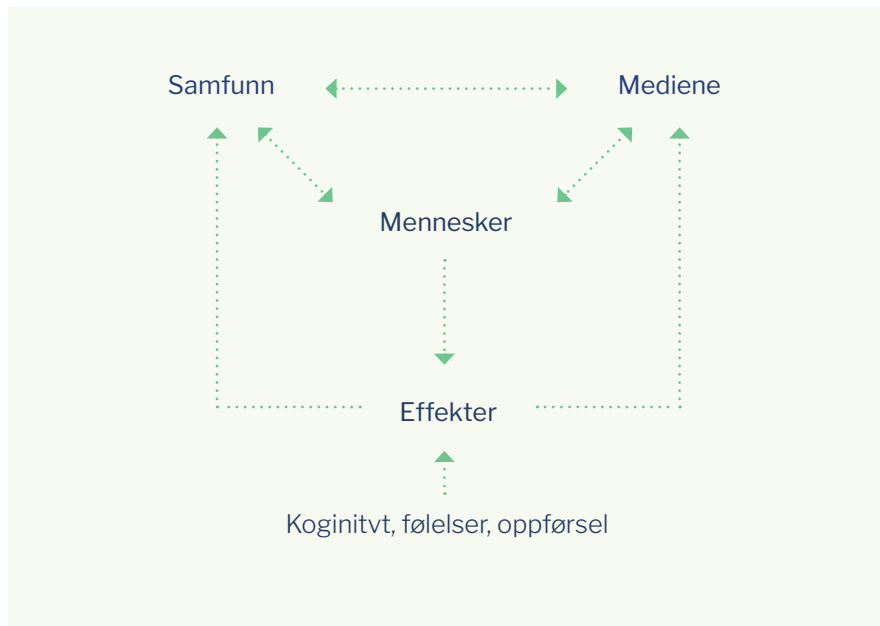 Samfunn
Mediene
Mennesker
Effekter
Koginitvt, følelser, oppførsel